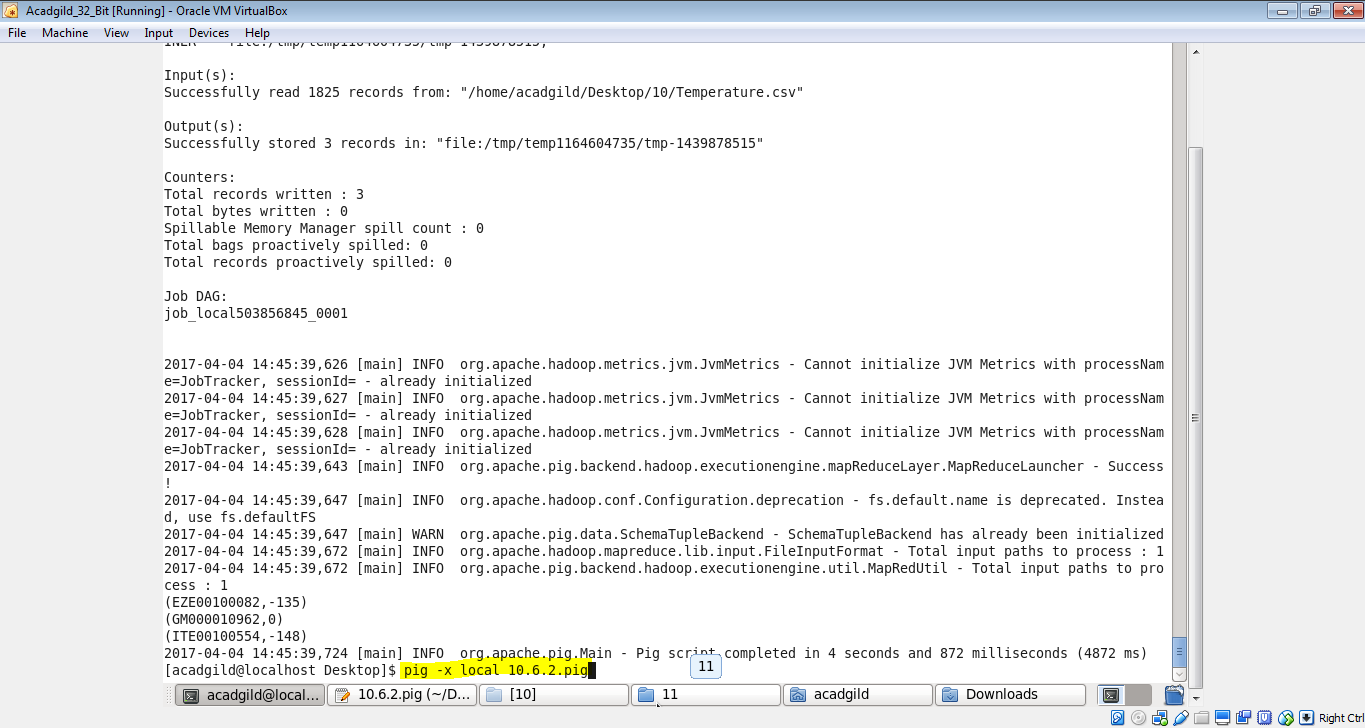 Acadgild_32_Bit [Running] - Oracle VM VirtualBox
File Machine View Input Devices Help
Input(s):
Successfully read 1825 records from: "/home/acadgild/Desktop/10/Temperature.csv"
Output(s):
Successfully stored 3 records in: "file:/tmp/temp1164604735/tmp-1439878515"
Counters:
Total records written : 3
Total bytes written : 0
Spillable Memory Manager spill count : 0
Total bags proactively spilled: 0
Total records proactively spilled: 0
Job DAG:
job_local503856845_0001
2017-04-04 14:45:39,626 [main] INFO  org.apache.hadoop.metrics.jvm.JvmMetrics - Cannot initialize JVM Metrics with processNam
e=JobTracker, sessionId= - already initialized
2017-04-04 14:45:39,627 [main] INFO  org.apache.hadoop.metrics.jvm.JvmMetrics - Cannot initialize JVM Metrics with processNam
e=JobTracker, sessionId= - already initialized
2017-04-04 14:45:39,628 [main] INFO  org.apache.hadoop.metrics.jvm.JvmMetrics - Cannot initialize JVM Metrics with processNam
e=JobTracker, sessionId= - already initialized
2017-04-04 14:45:39,643 [main] INFO  org.apache.pig.backend.hadoop.executionengine.mapReduceLayer.MapReduceLauncher - Success
!
2017-04-04 14:45:39,647 [main] INFO  org.apache.hadoop.conf.Configuration.deprecation - fs.default.name is deprecated. Instea
d, use fs.defaultFS
2017-04-04 14:45:39,647 [main] WARN  org.apache.pig.data.SchemaTupleBackend - SchemaTupleBackend has already been initialized
2017-04-04 14:45:39,672 [main] INFO  org.apache.hadoop.mapreduce.lib.input.FileInputFormat - Total input paths to process : 1
2017-04-04 14:45:39,672 [main] INFO  org.apache.pig.backend.hadoop.executionengine.util.MapRedUtil - Total input paths to pro
cess : 1
(EZE00100082,-135)
(GM000010962,0)
(ITE00100554,-148)
2017-04-04 14:45:39,724 [main] INFO  org.apache.pig.Main - Pig script completed in 4 seconds and 872 milliseconds (4872 ms)
[acadgild@localhost Desktop]$ pig -x local 10.6.2.pig
11
acadgild@local... 10.6.2.pig (~/D... [10] 11 acadgild Downloads
Right Ctrl